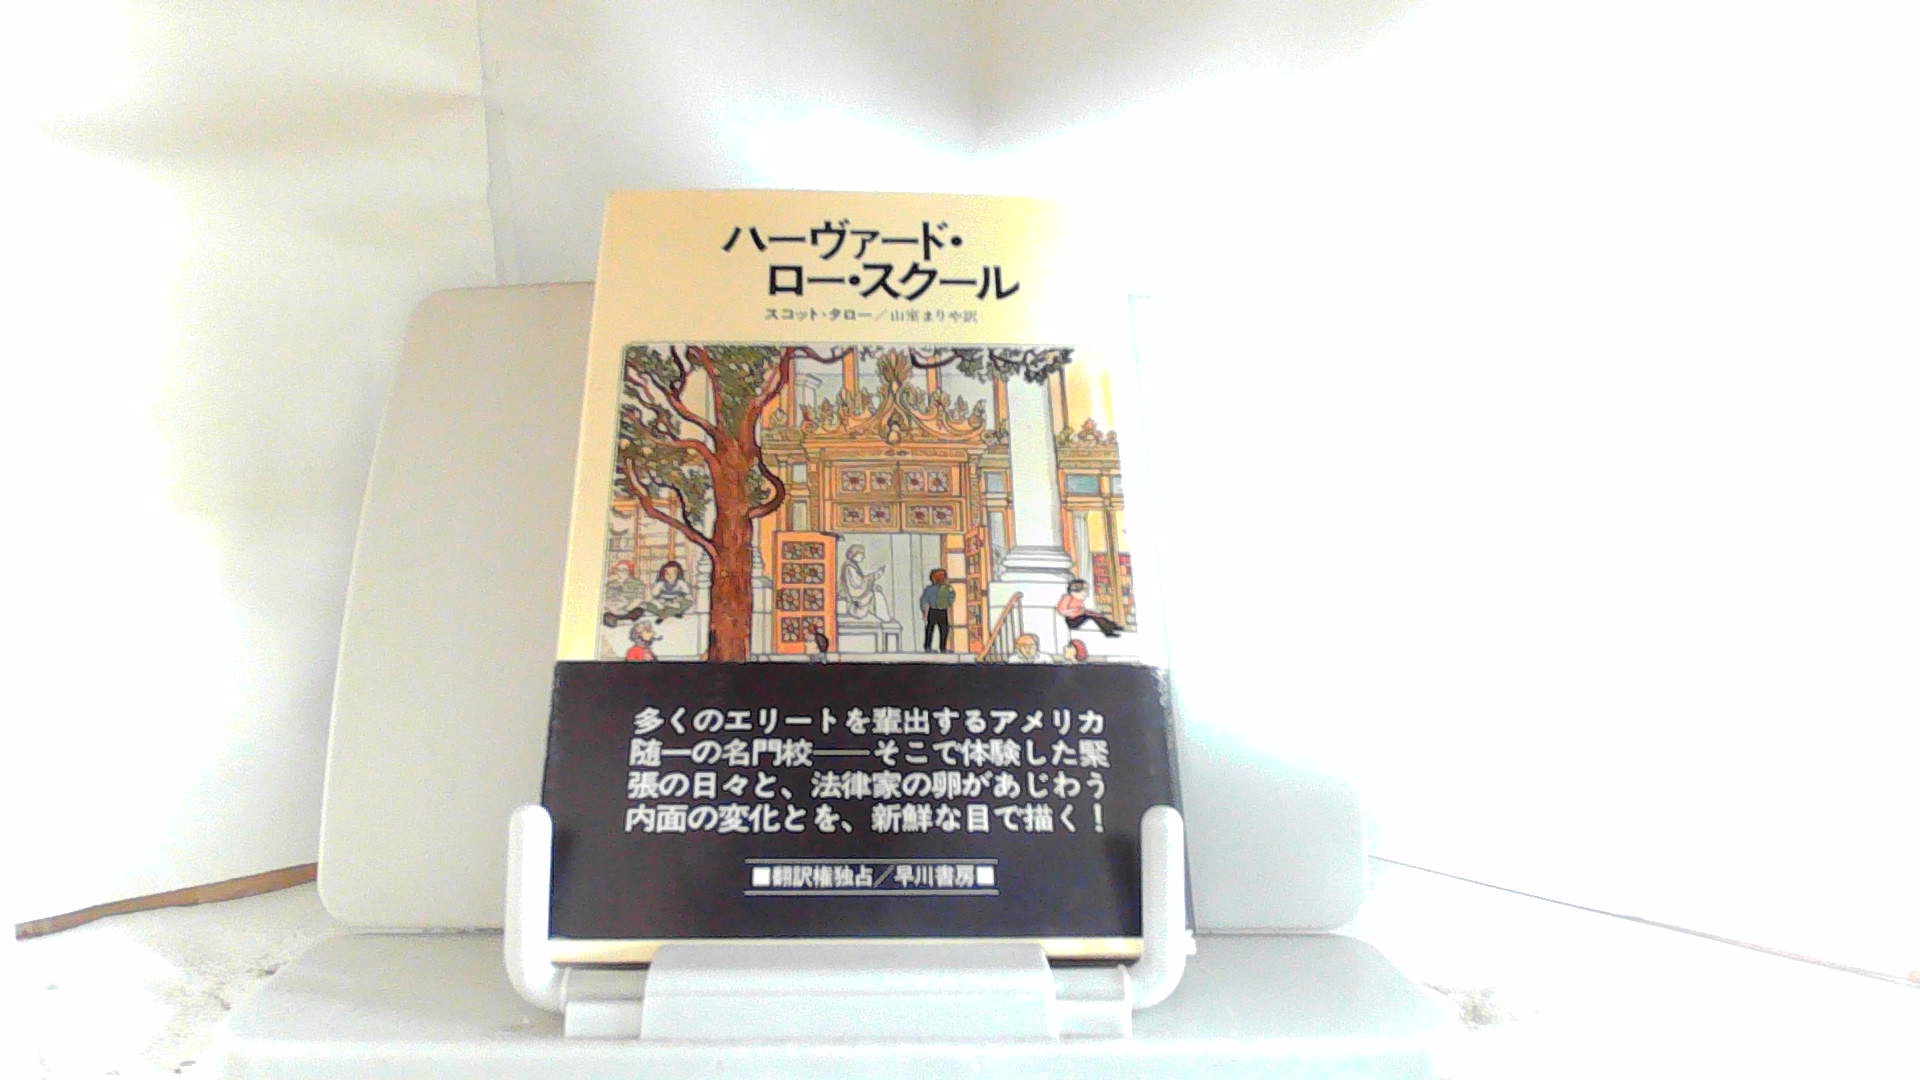 ハーヴァード・
ロー・スクール
スコット・タロー／山室まりや訳
多くのエリートを輩出するアメリカ
随一の名門校――そこで体験した緊
張の日々と、法律家の卵があじわう
内面の変化とを、新鮮な目で描く！
■翻訳権独占／早川書房■